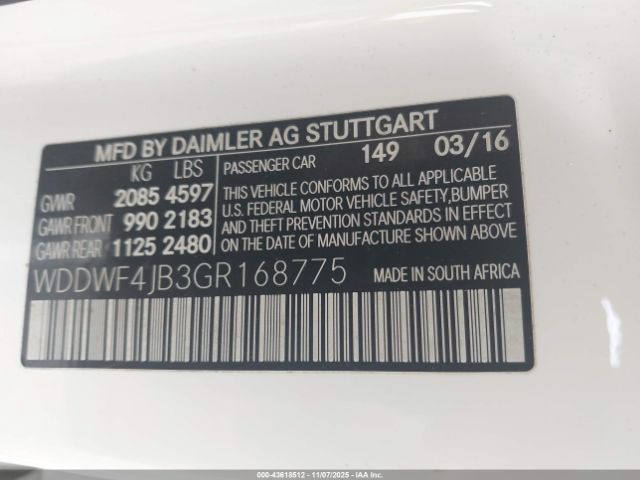 MFD BY DAIMLER AG STUTTGART
KG LBS
GVWR 2085 4597
GAWR FRONT 990 2183
GAWR REAR 1125 2480
PASSENGER CAR 149 03/16
THIS VEHICLE CONFORMS TO ALL APPLICABLE
U.S. FEDERAL MOTOR VEHICLE SAFETY, BUMPER
AND THEFT PREVENTION STANDARDS IN EFFECT
ON THE DATE OF MANUFACTURE SHOWN ABOVE
WDDWF4JB3GR168775
MADE IN SOUTH AFRICA
000-43618512 - 11/07/2025 - IAAI.com